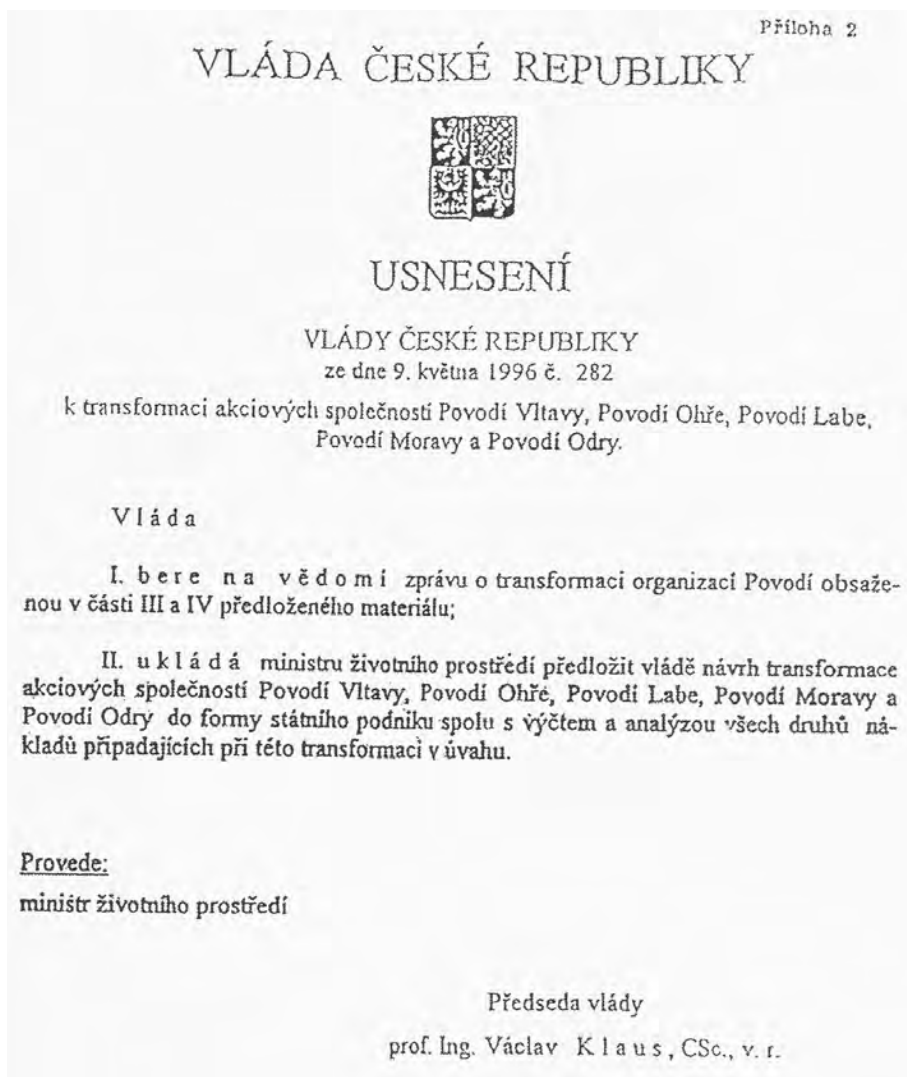 Příloha 2
VLÁDA ČESKÉ REPUBLIKY
USNESENÍ
VLÁDY ČESKÉ REPUBLIKY
ze dne 9. května 1996 č. 282
k transformaci akciových společností Povodí Vltavy, Povodí Ohře, Povodí Labe,
Povodí Moravy a Povodí Odry.
V l á d a
I. b e r e n a v ě d o m í zprávu o transformaci organizací Povodí obsaže-
nou v části III a IV předloženého materiálu;
II. u k l á d á ministru životního prostředí předložit vládě návrh transformace
akciových společností Povodí Vltavy, Povodí Ohře, Povodí Labe, Povodí Moravy a
Povodí Odry do formy státního podniku spolu s výčtem a analýzou všech druhů ná-
kladů připadajících při této transformaci v úvahu.
Provede:
ministr životního prostředí
Předseda vlády
prof. Ing. Václav K l a u s , CSc., v. r.